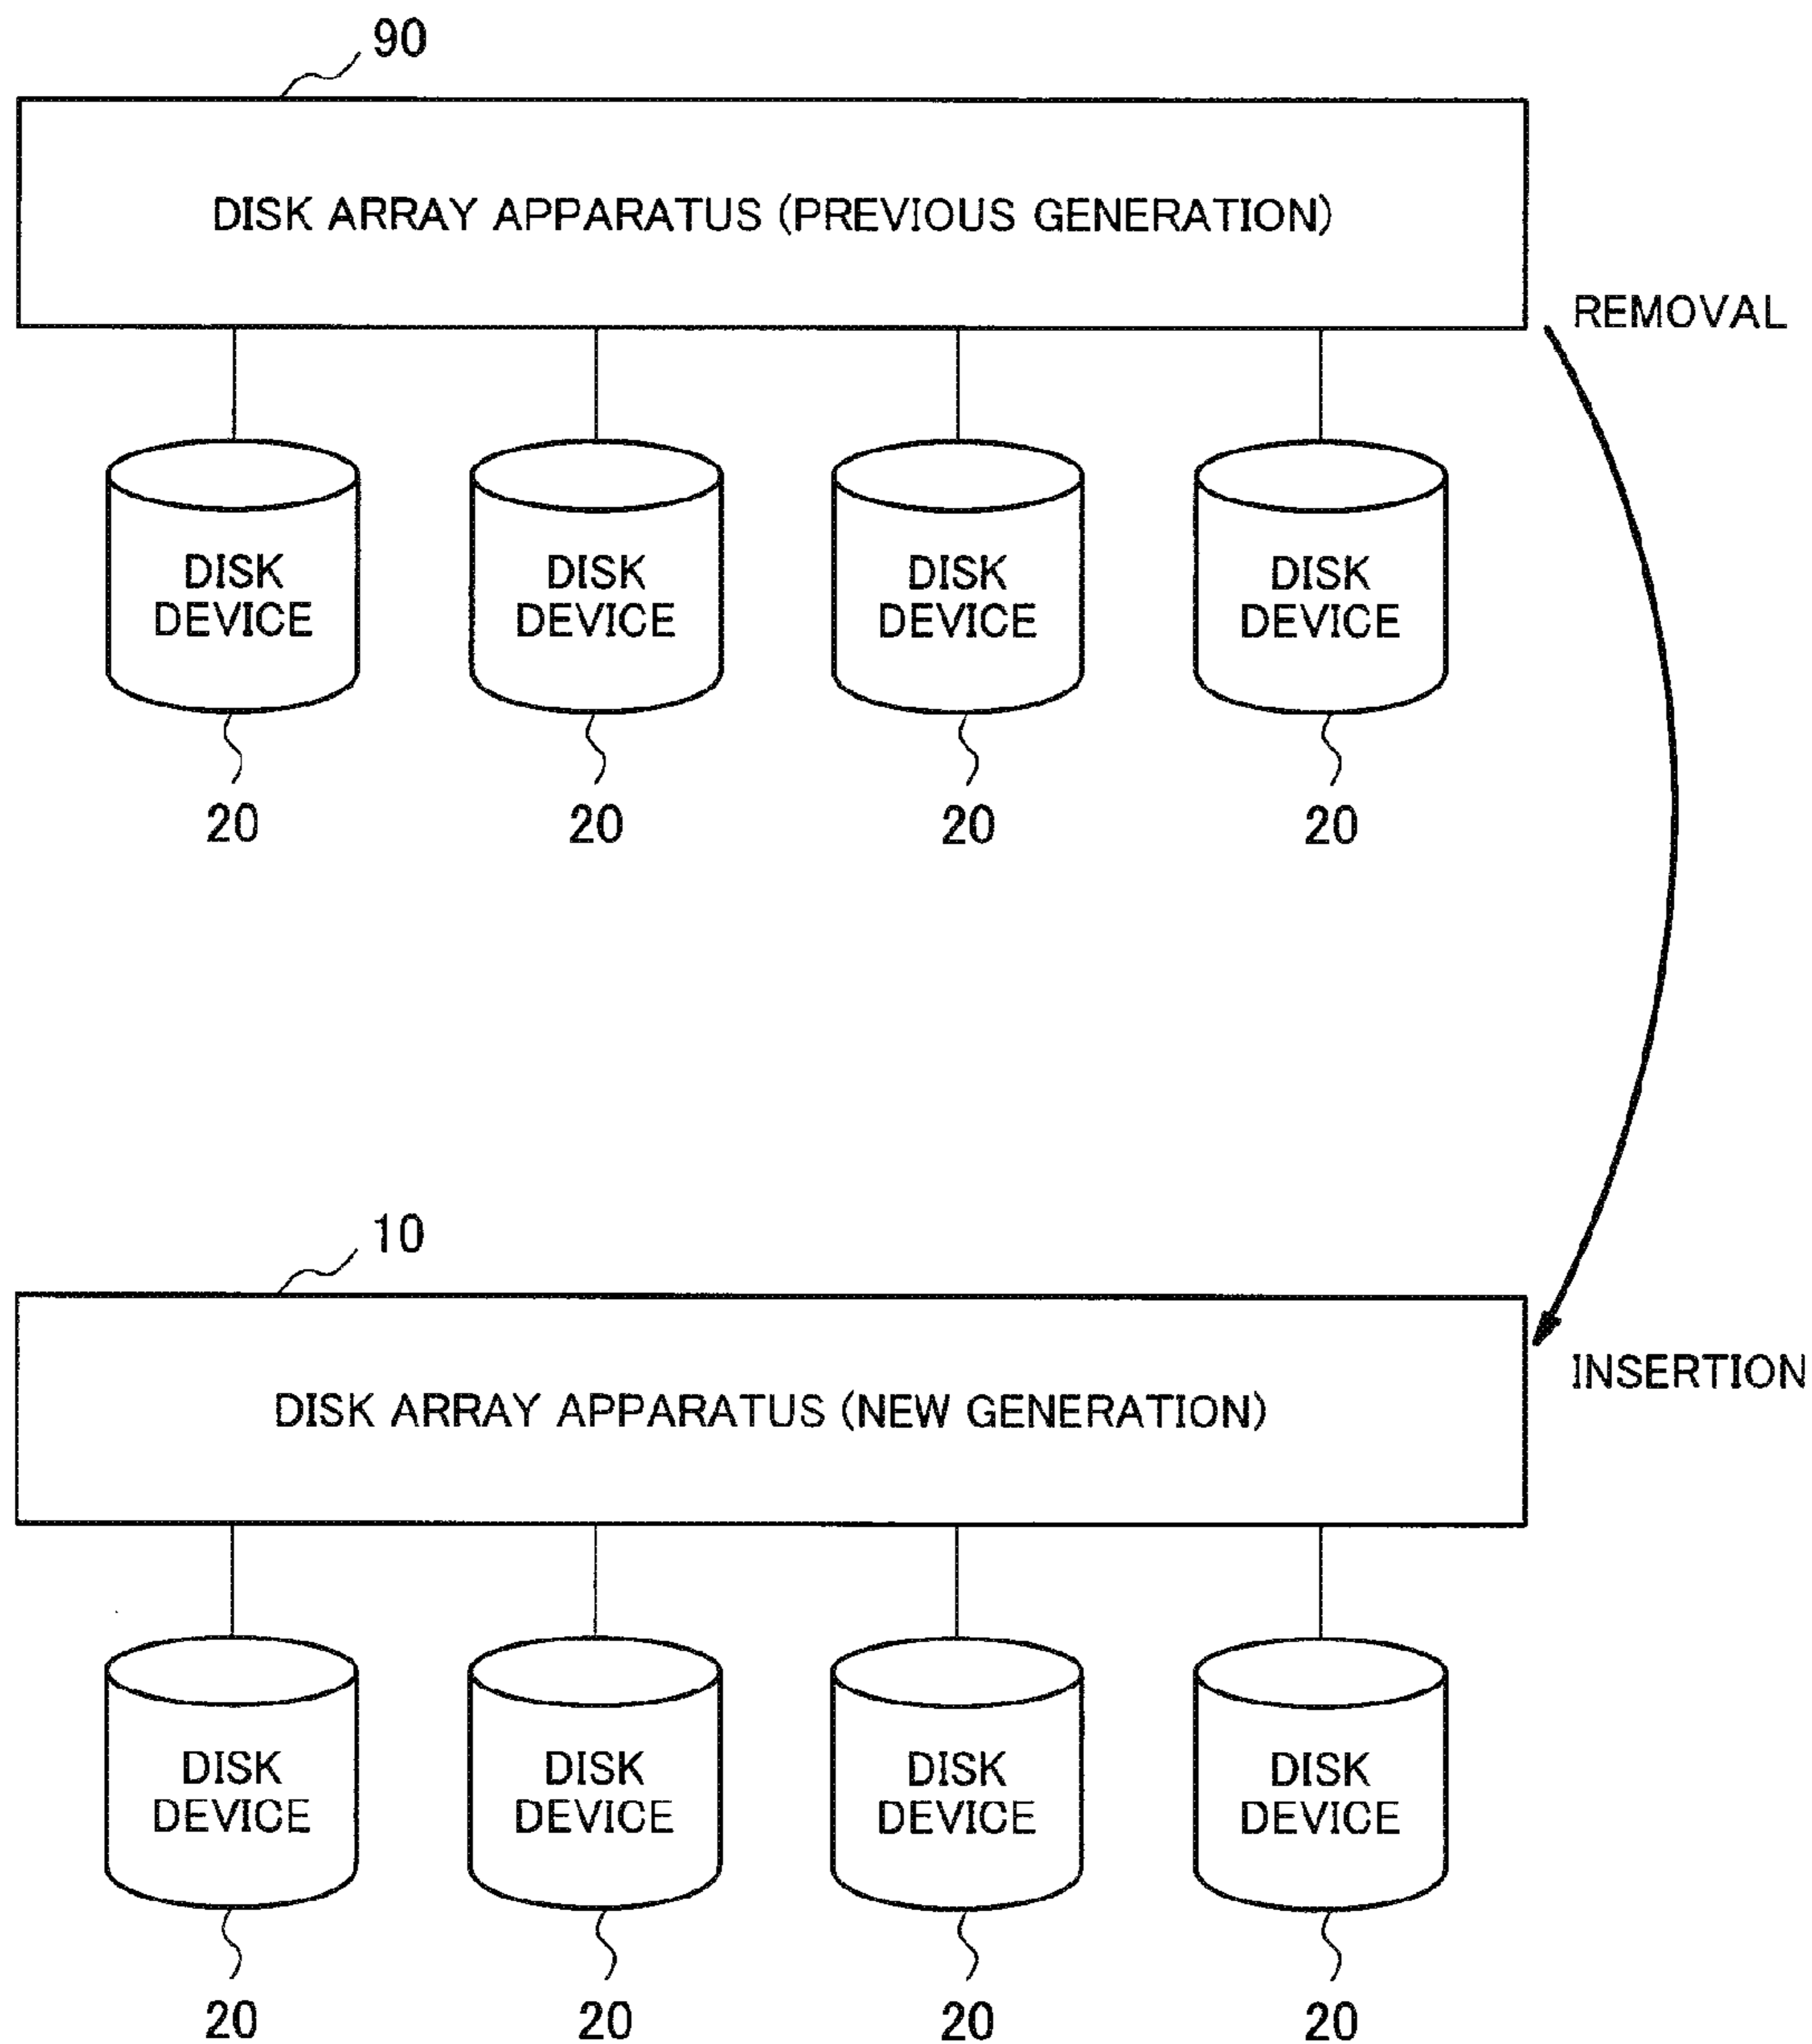 90
DISK ARRAY APPARATUS (PREVIOUS GENERATION)
REMOVAL
DISK
DEVICE
DISK
DEVICE
DISK
DEVICE
DISK
DEVICE
20
20
20
20
10
DISK ARRAY APPARATUS (NEW GENERATION)
INSERTION
DISK
DEVICE
DISK
DEVICE
DISK
DEVICE
DISK
DEVICE
20
20
20
20